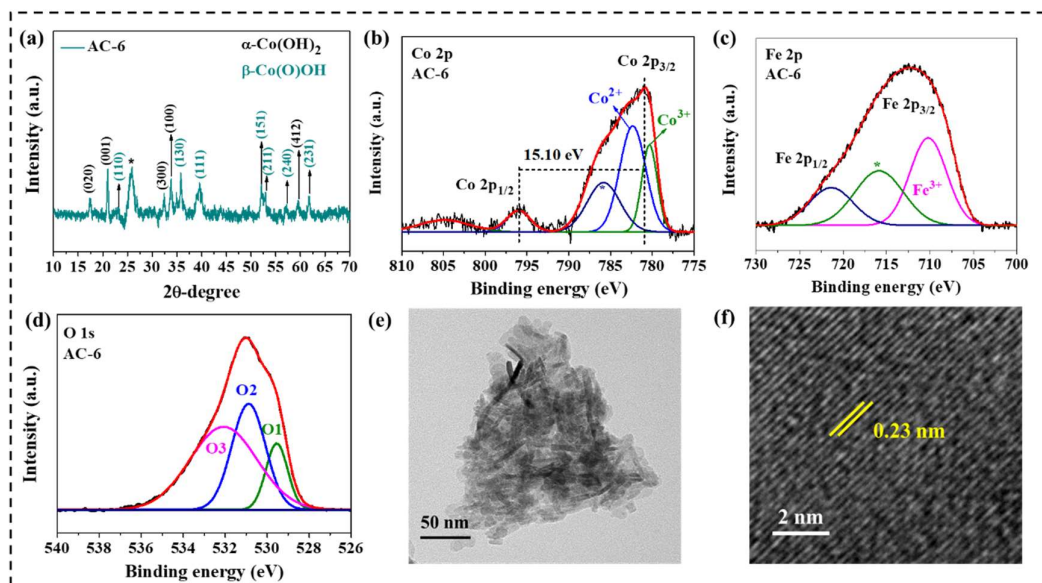 (a)
AC-6
α-Co(OH)₂
β-Co(O)OH
(020)
(001)
(110)
*
(300)
(100)
(130)
(111)
(151)
(211)
(240)
(412)
(231)
Intensity (a.u.)
10 15 20 25 30 35 40 45 50 55 60 65 70
2θ-degree
(b)
Co 2p
AC-6
Co 2p₃/₂
Co²⁺
Co³⁺
15.10 eV
Co 2p₁/₂
*
Intensity (a.u.)
810 805 800 795 790 785 780 775
Binding energy (eV)
(c)
Fe 2p
AC-6
Fe 2p₃/₂
Fe 2p₁/₂
*
Fe³⁺
Intensity (a.u.)
730 725 720 715 710 705 700
Binding energy (eV)
(d)
O 1s
AC-6
O2
O1
O3
Intensity (a.u.)
540 538 536 534 532 530 528 526
Binding energy (eV)
(e)
50 nm
(f)
0.23 nm
2 nm